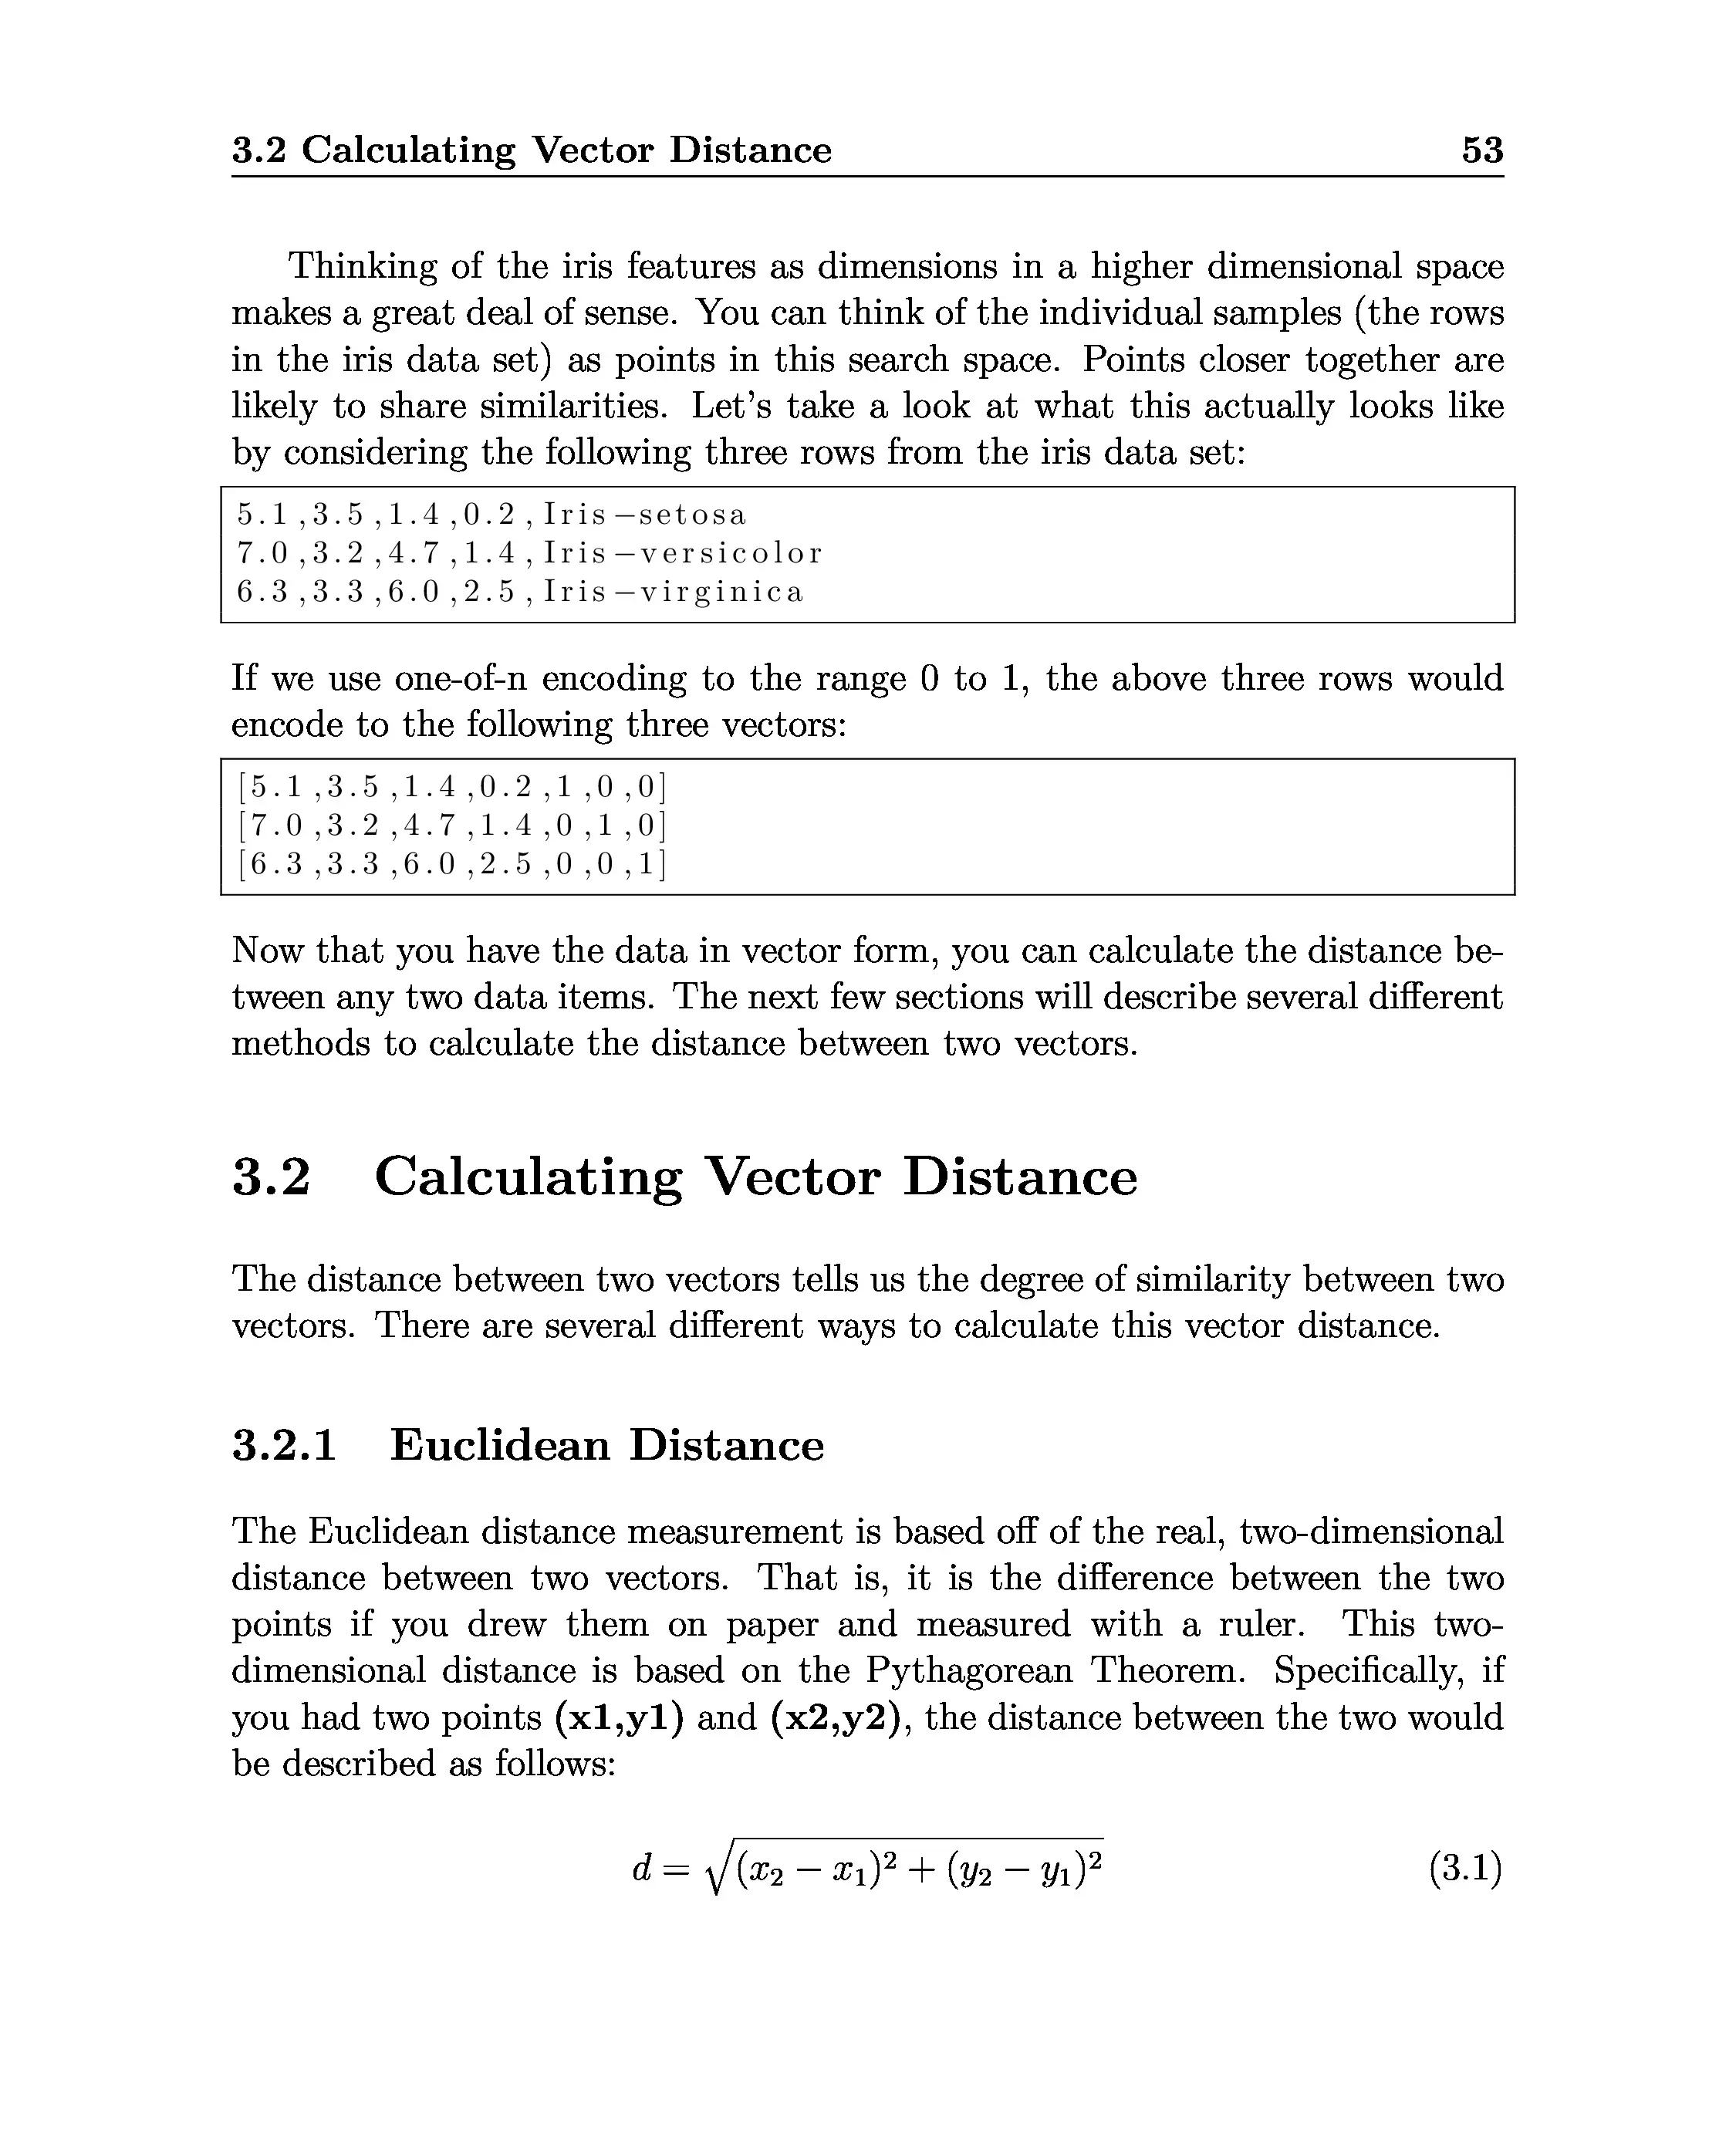 3.2 Calculating Vector Distance 53
Thinking of the iris features as dimensions in a higher dimensional space
makes a great deal of sense. You can think of the individual samples (the rows
in the iris data set) as points in this search space. Points closer together are
likely to share similarities. Let's take a look at what this actually looks like
by considering the following three rows from the iris data set:
5.1,3.5,1.4,0.2,Iris−setosa
7.0,3.2,4.7,1.4,Iris−versicolor
6.3,3.3,6.0,2.5,Iris−virginica
If we use one-of-n encoding to the range 0 to 1, the above three rows would
encode to the following three vectors:
[5.1,3.5,1.4,0.2,1,0,0]
[7.0,3.2,4.7,1.4,0,1,0]
[6.3,3.3,6.0,2.5,0,0,1]
Now that you have the data in vector form, you can calculate the distance be-
tween any two data items. The next few sections will describe several different
methods to calculate the distance between two vectors.
3.2 Calculating Vector Distance
The distance between two vectors tells us the degree of similarity between two
vectors. There are several different ways to calculate this vector distance.
3.2.1 Euclidean Distance
The Euclidean distance measurement is based off of the real, two-dimensional
distance between two vectors. That is, it is the difference between the two
points if you drew them on paper and measured with a ruler. This two-
dimensional distance is based on the Pythagorean Theorem. Specifically, if
you had two points (x1,y1) and (x2,y2), the distance between the two would
be described as follows:
d = √(x₂ − x₁)² + (y₂ − y₁)² (3.1)